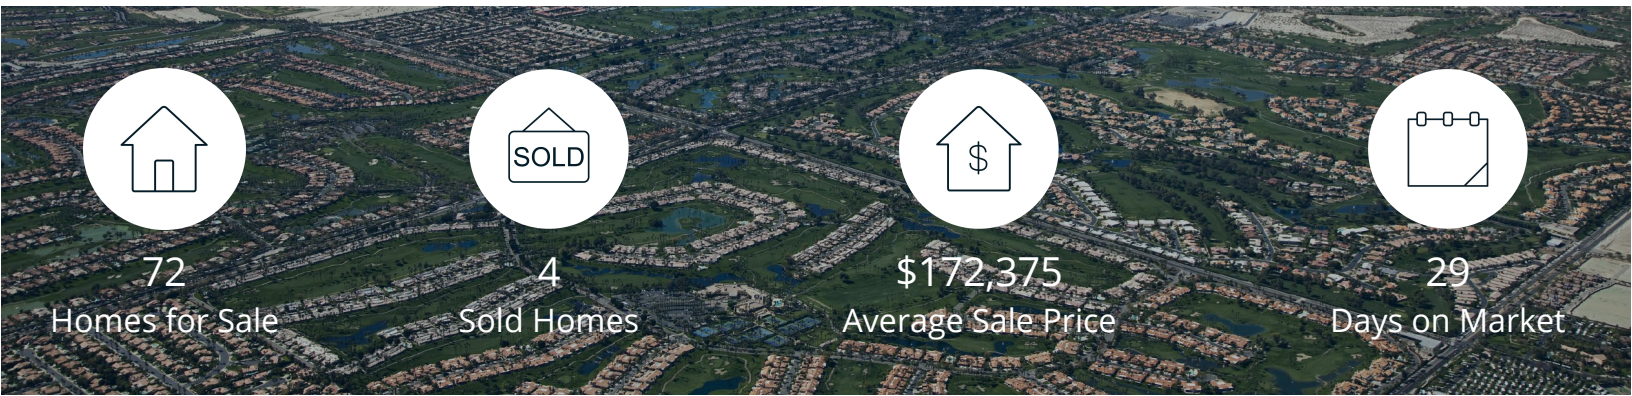 SOLD
$
72
Homes for Sale
4
Sold Homes
$172,375
Average Sale Price
29
Days on Market